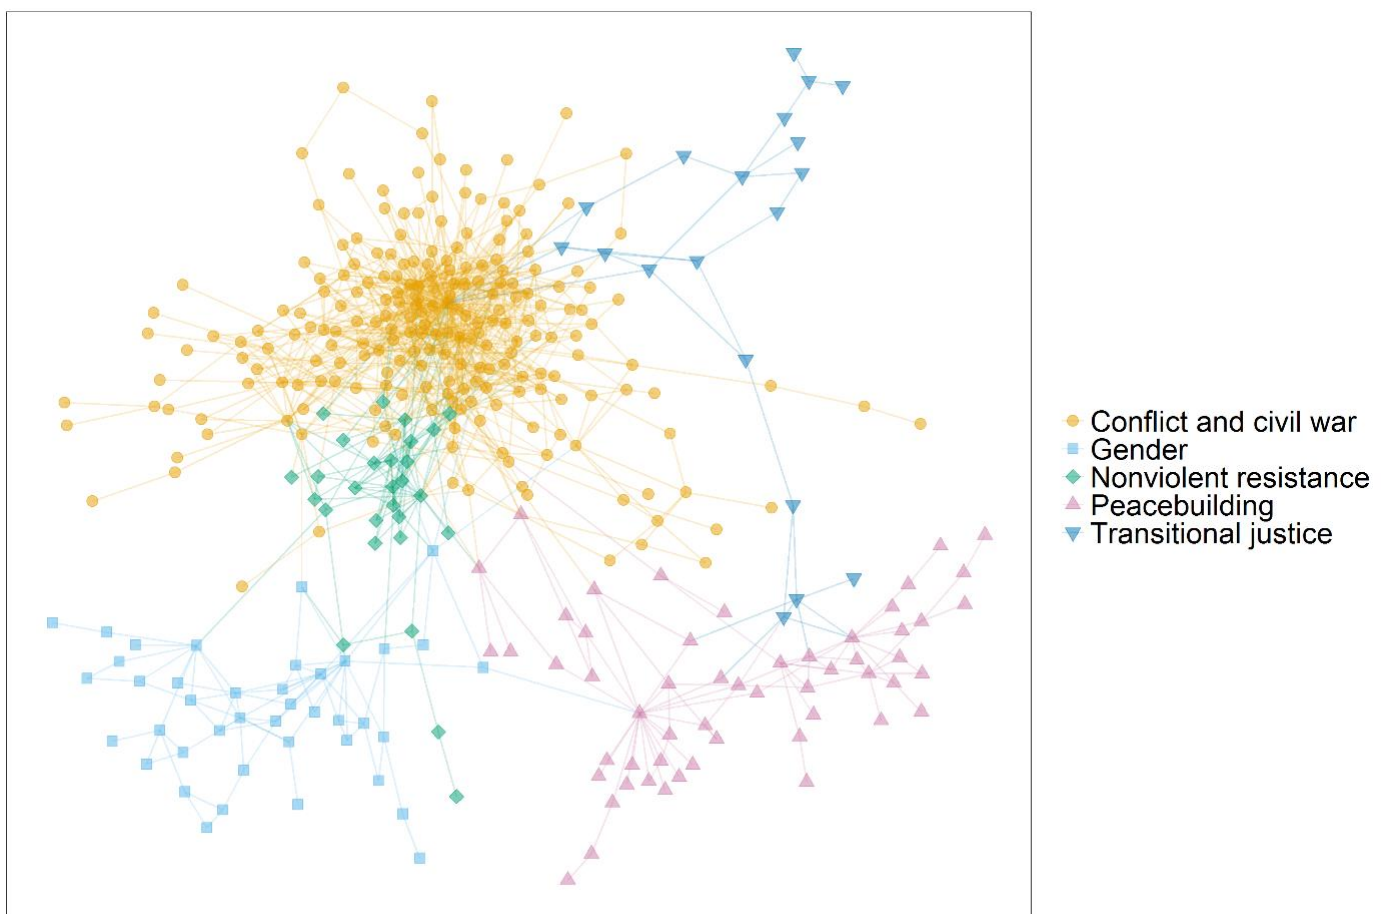 Conflict and civil war
Gender
Nonviolent resistance
Peacebuilding
Transitional justice